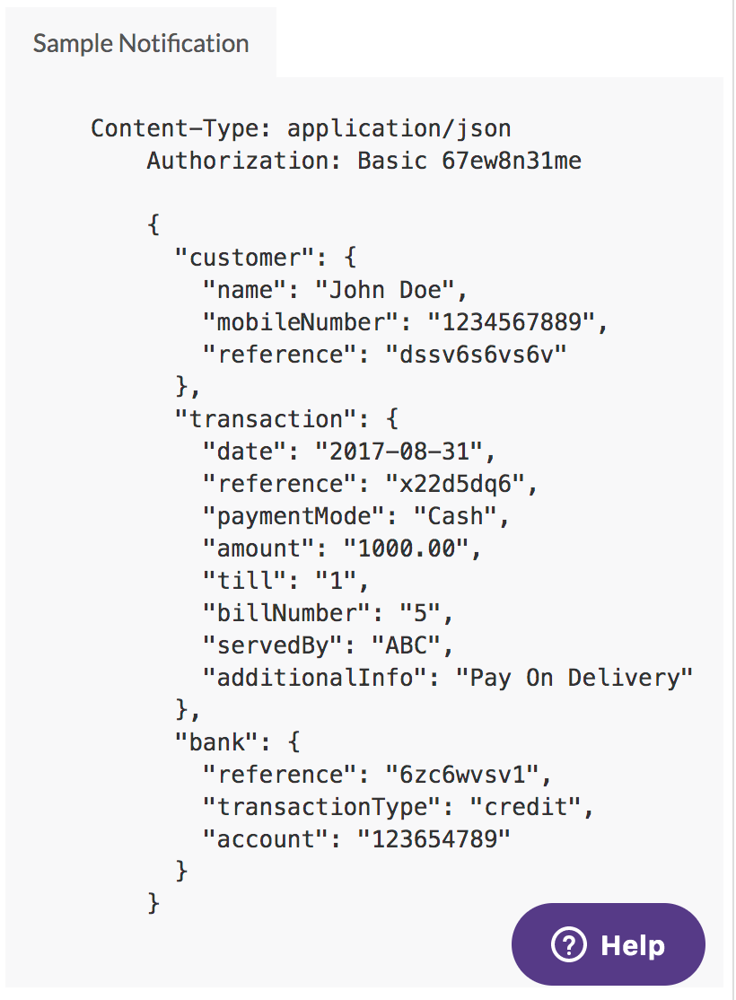 Sample Notification
Content-Type: application/json
Authorization: Basic 67ew8n31me
{
"customer": {
"name": "John Doe",
"mobileNumber": "1234567889",
"reference": "dssv6s6vs6v"
},
"transaction": {
"date": "2017-08-31",
"reference": "x22d5dq6",
"paymentMode": "Cash",
"amount": "1000.00",
"till": "1",
"billNumber": "5",
"servedBy": "ABC",
"additionalInfo": "Pay On Delivery"
},
"bank": {
"reference": "6zc6wvsv1",
"transactionType": "credit",
"account": "123654789"
}
}
Help